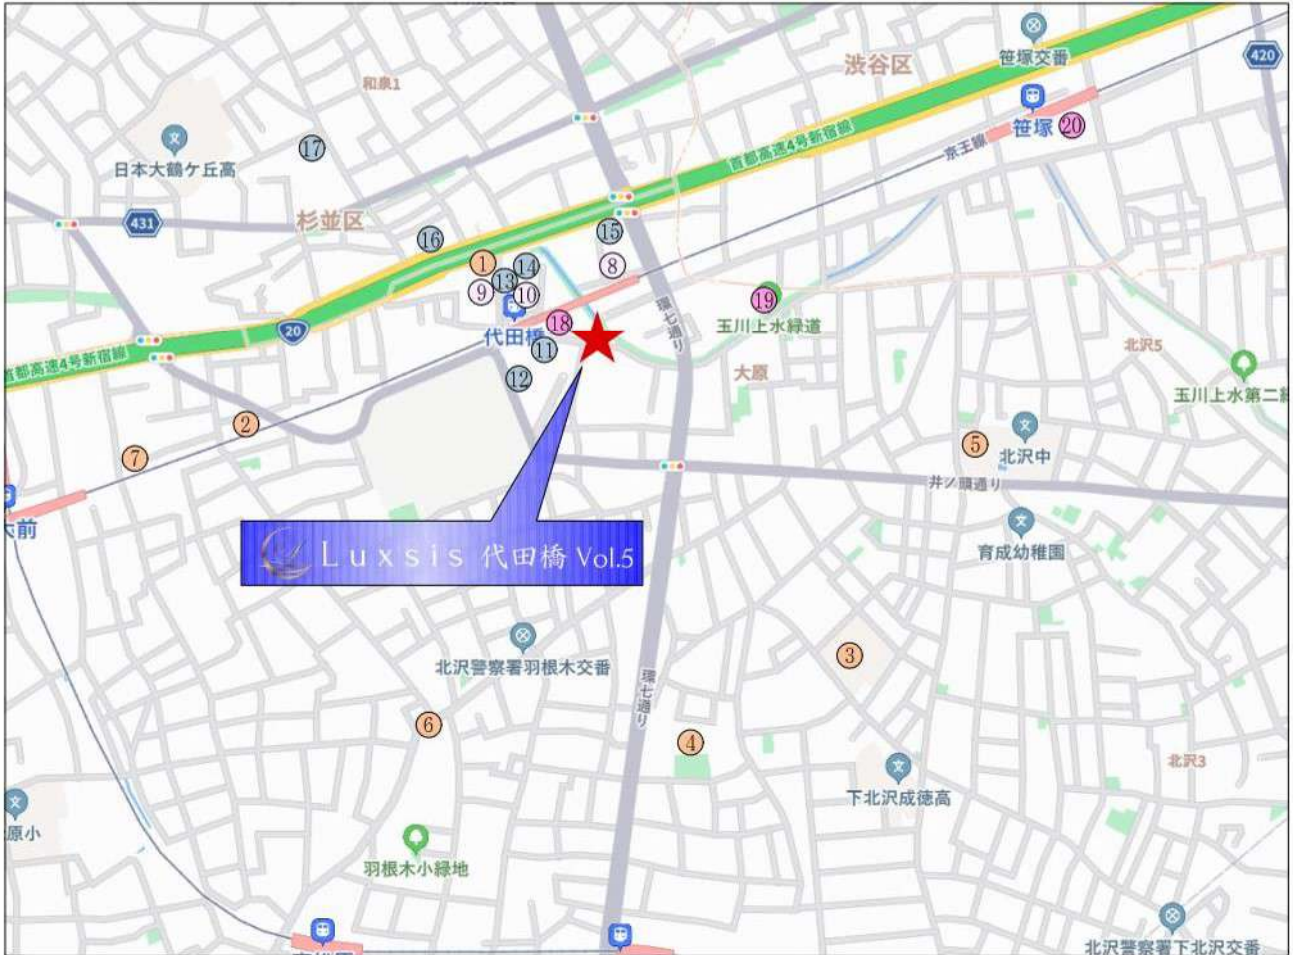 笹塚交番
渋谷区
420
和泉1
笹塚
⑳
首都高速4号新宿線
京王線
日本大鶴ケ丘高
⑰
431
杉並区
⑯
⑮
①
⑭
⑧
⑬
⑨
⑩
⑲
環七通り
玉川上水緑道
20
代田橋
⑱
首都高速4号新宿線
⑪
北沢5
大原
⑫
玉川上水第二緑
②
⑤
⑦
北沢中
井ノ頭通り
大前
Luxsis 代田橋 Vol.5
育成幼稚園
北沢警察署羽根木交番
③
環七通り
⑥
④
北沢3
下北沢成徳高
原小
羽根木小緑地
北沢警察署下北沢交番